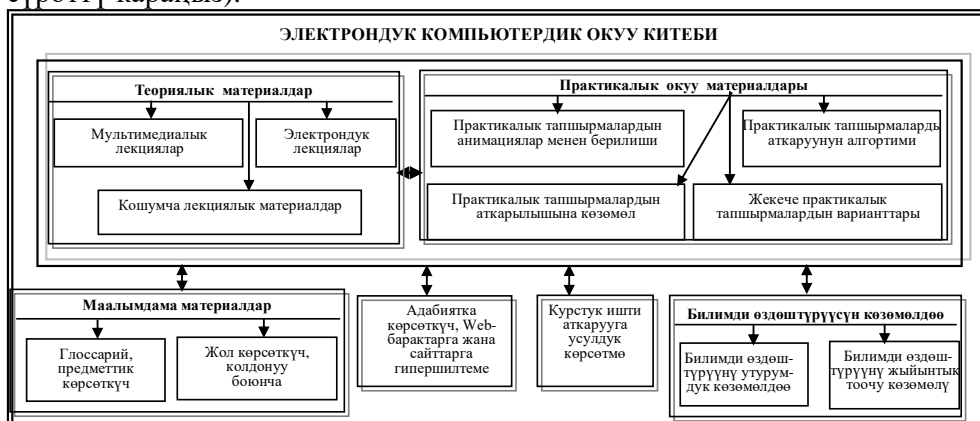 сүрөттү караңыз).
ЭЛЕКТРОНДУК КОМПЬЮТЕРДИК ОКУУ КИТЕБИ
Теориялык материалдар
Мультимедиалык
лекциялар
Электрондук
лекциялар
Кошумча лекциялык материалдар
Практикалык окуу материалдары
Практикалык тапшырмалардын
анимациялар менен берилиши
Практикалык тапшырмаларды
аткаруунун алгортими
Практикалык тапшырмалардын
аткарылышына көзөмөл
Жекече практикалык
тапшырмалардын варианттары
Маалымдама материалдар
Глоссарий,
предметтик
көрсөткүч
Жол көрсөткүч,
колдонуу
боюнча
Адабиятка
көрсөткүч, Web-
барактарга жана
сайттарга
гипершилтеме
Курстук ишти
аткарууга
усулдук
көрсөтмө
Билимди өздөштүрүүсүн көзөмөлдөө
Билимди өздөш-
түрүүнү утурум-
дук көзөмөлдөө
Билимди өздөш-
түрүүнү жыйынтык
тоочу көзөмөлү